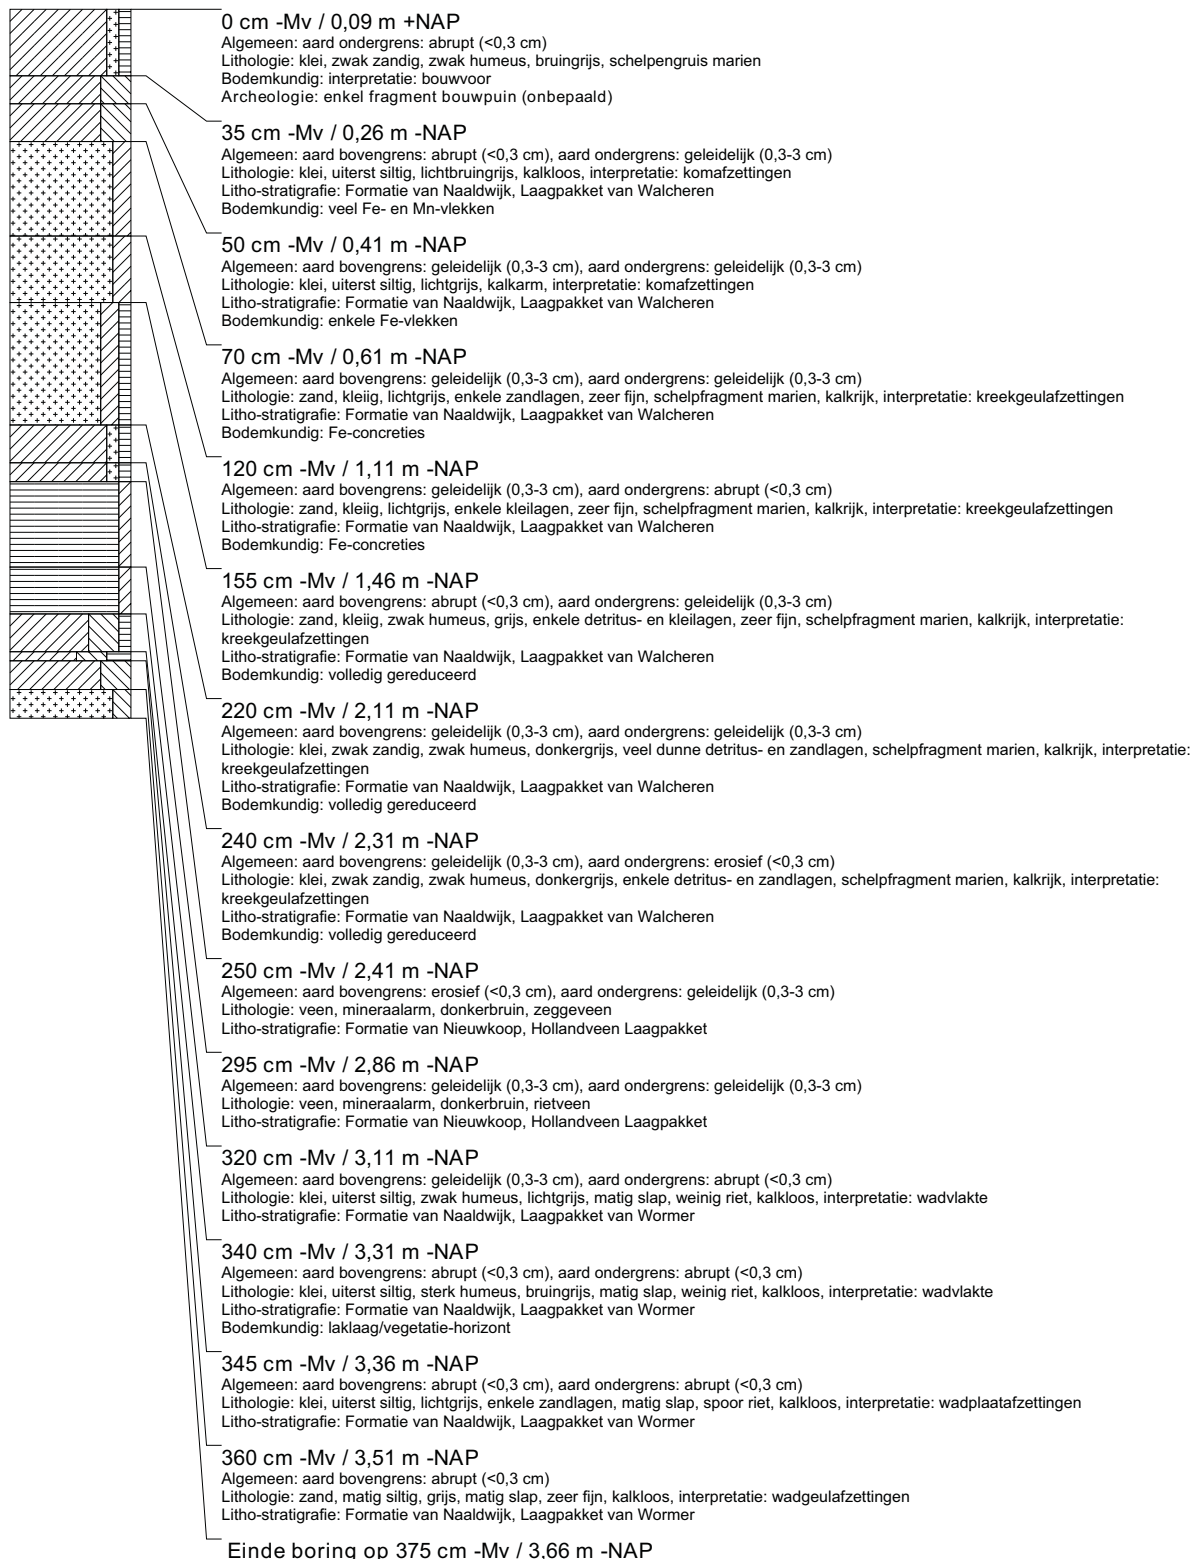 0 cm -Mv / 0,09 m +NAP
Algemeen: aard ondergrens: abrupt (<0,3 cm)
Lithologie: klei, zwak zandig, zwak humeus, bruingrijs, schelpengruis marien
Bodemkundig: interpretatie: bouwvoor
Archeologie: enkel fragment bouwpuin (onbepaald)
35 cm -Mv / 0,26 m -NAP
Algemeen: aard bovengrens: abrupt (<0,3 cm), aard ondergrens: geleidelijk (0,3-3 cm)
Lithologie: klei, uiterst siltig, lichtbruingrijs, kalkloos, interpretatie: komafzettingen
Litho-stratigrafie: Formatie van Naaldwijk, Laagpakket van Walcheren
Bodemkundig: veel Fe- en Mn-vlekken
50 cm -Mv / 0,41 m -NAP
Algemeen: aard bovengrens: geleidelijk (0,3-3 cm), aard ondergrens: geleidelijk (0,3-3 cm)
Lithologie: klei, uiterst siltig, lichtgrijs, kalkarm, interpretatie: komafzettingen
Litho-stratigrafie: Formatie van Naaldwijk, Laagpakket van Walcheren
Bodemkundig: enkele Fe-vlekken
70 cm -Mv / 0,61 m -NAP
Algemeen: aard bovengrens: geleidelijk (0,3-3 cm), aard ondergrens: geleidelijk (0,3-3 cm)
Lithologie: zand, kleiig, lichtgrijs, enkele zandlagen, zeer fijn, schelpfragment marien, kalkrijk, interpretatie: kreekgeulafzettingen
Litho-stratigrafie: Formatie van Naaldwijk, Laagpakket van Walcheren
Bodemkundig: Fe-concreties
120 cm -Mv / 1,11 m -NAP
Algemeen: aard bovengrens: geleidelijk (0,3-3 cm), aard ondergrens: abrupt (<0,3 cm)
Lithologie: zand, kleiig, lichtgrijs, enkele kleilagen, zeer fijn, schelpfragment marien, kalkrijk, interpretatie: kreekgeulafzettingen
Litho-stratigrafie: Formatie van Naaldwijk, Laagpakket van Walcheren
Bodemkundig: Fe-concreties
155 cm -Mv / 1,46 m -NAP
Algemeen: aard bovengrens: abrupt (<0,3 cm), aard ondergrens: geleidelijk (0,3-3 cm)
Lithologie: zand, kleiig, zwak humeus, grijs, enkele detritus- en kleilagen, zeer fijn, schelpfragment marien, kalkrijk, interpretatie:
kreekgeulafzettingen
Litho-stratigrafie: Formatie van Naaldwijk, Laagpakket van Walcheren
Bodemkundig: volledig gereduceerd
220 cm -Mv / 2,11 m -NAP
Algemeen: aard bovengrens: geleidelijk (0,3-3 cm), aard ondergrens: geleidelijk (0,3-3 cm)
Lithologie: klei, zwak zandig, zwak humeus, donkergrijs, veel dunne detritus- en zandlagen, schelpfragment marien, kalkrijk, interpretatie:
kreekgeulafzettingen
Litho-stratigrafie: Formatie van Naaldwijk, Laagpakket van Walcheren
Bodemkundig: volledig gereduceerd
240 cm -Mv / 2,31 m -NAP
Algemeen: aard bovengrens: geleidelijk (0,3-3 cm), aard ondergrens: erosief (<0,3 cm)
Lithologie: klei, zwak zandig, zwak humeus, donkergrijs, enkele detritus- en zandlagen, schelpfragment marien, kalkrijk, interpretatie:
kreekgeulafzettingen
Litho-stratigrafie: Formatie van Naaldwijk, Laagpakket van Walcheren
Bodemkundig: volledig gereduceerd
250 cm -Mv / 2,41 m -NAP
Algemeen: aard bovengrens: erosief (<0,3 cm), aard ondergrens: geleidelijk (0,3-3 cm)
Lithologie: veen, mineraalarm, donkerbruin, zeggeveen
Litho-stratigrafie: Formatie van Nieuwkoop, Hollandveen Laagpakket
295 cm -Mv / 2,86 m -NAP
Algemeen: aard bovengrens: geleidelijk (0,3-3 cm), aard ondergrens: geleidelijk (0,3-3 cm)
Lithologie: veen, mineraalarm, donkerbruin, rietveen
Litho-stratigrafie: Formatie van Nieuwkoop, Hollandveen Laagpakket
320 cm -Mv / 3,11 m -NAP
Algemeen: aard bovengrens: geleidelijk (0,3-3 cm), aard ondergrens: abrupt (<0,3 cm)
Lithologie: klei, uiterst siltig, zwak humeus, lichtgrijs, matig slap, weinig riet, kalkloos, interpretatie: wadvlakte
Litho-stratigrafie: Formatie van Naaldwijk, Laagpakket van Wormer
340 cm -Mv / 3,31 m -NAP
Algemeen: aard bovengrens: abrupt (<0,3 cm), aard ondergrens: abrupt (<0,3 cm)
Lithologie: klei, uiterst siltig, sterk humeus, bruingrijs, matig slap, weinig riet, kalkloos, interpretatie: wadvlakte
Litho-stratigrafie: Formatie van Naaldwijk, Laagpakket van Wormer
Bodemkundig: laklaag/vegetatie-horizont
345 cm -Mv / 3,36 m -NAP
Algemeen: aard bovengrens: abrupt (<0,3 cm), aard ondergrens: abrupt (<0,3 cm)
Lithologie: klei, uiterst siltig, lichtgrijs, enkele zandlagen, matig slap, spoor riet, kalkloos, interpretatie: wadplaatafzettingen
Litho-stratigrafie: Formatie van Naaldwijk, Laagpakket van Wormer
360 cm -Mv / 3,51 m -NAP
Algemeen: aard bovengrens: abrupt (<0,3 cm)
Lithologie: zand, matig siltig, grijs, matig slap, zeer fijn, kalkloos, interpretatie: wadgeulafzettingen
Litho-stratigrafie: Formatie van Naaldwijk, Laagpakket van Wormer
Einde boring op 375 cm -Mv / 3,66 m -NAP